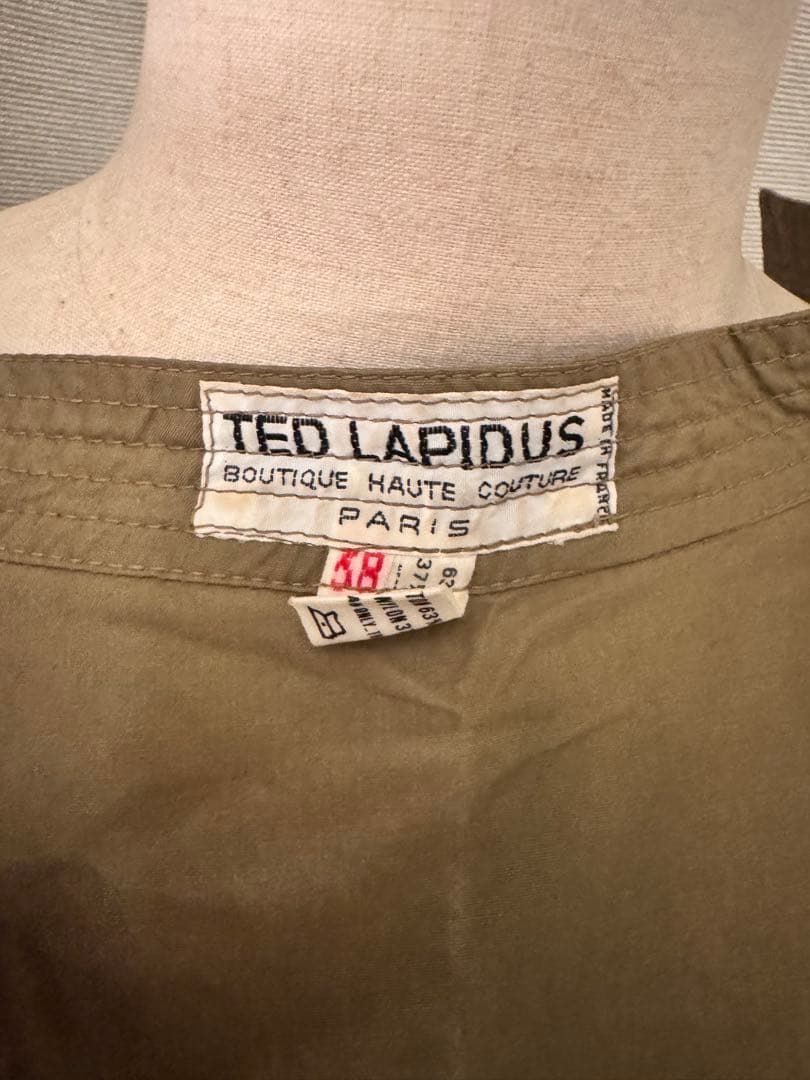 TED LAPIDUS
BOUTIQUE HAUTE COUTURE
PARIS
MADE IN FRANCE
38